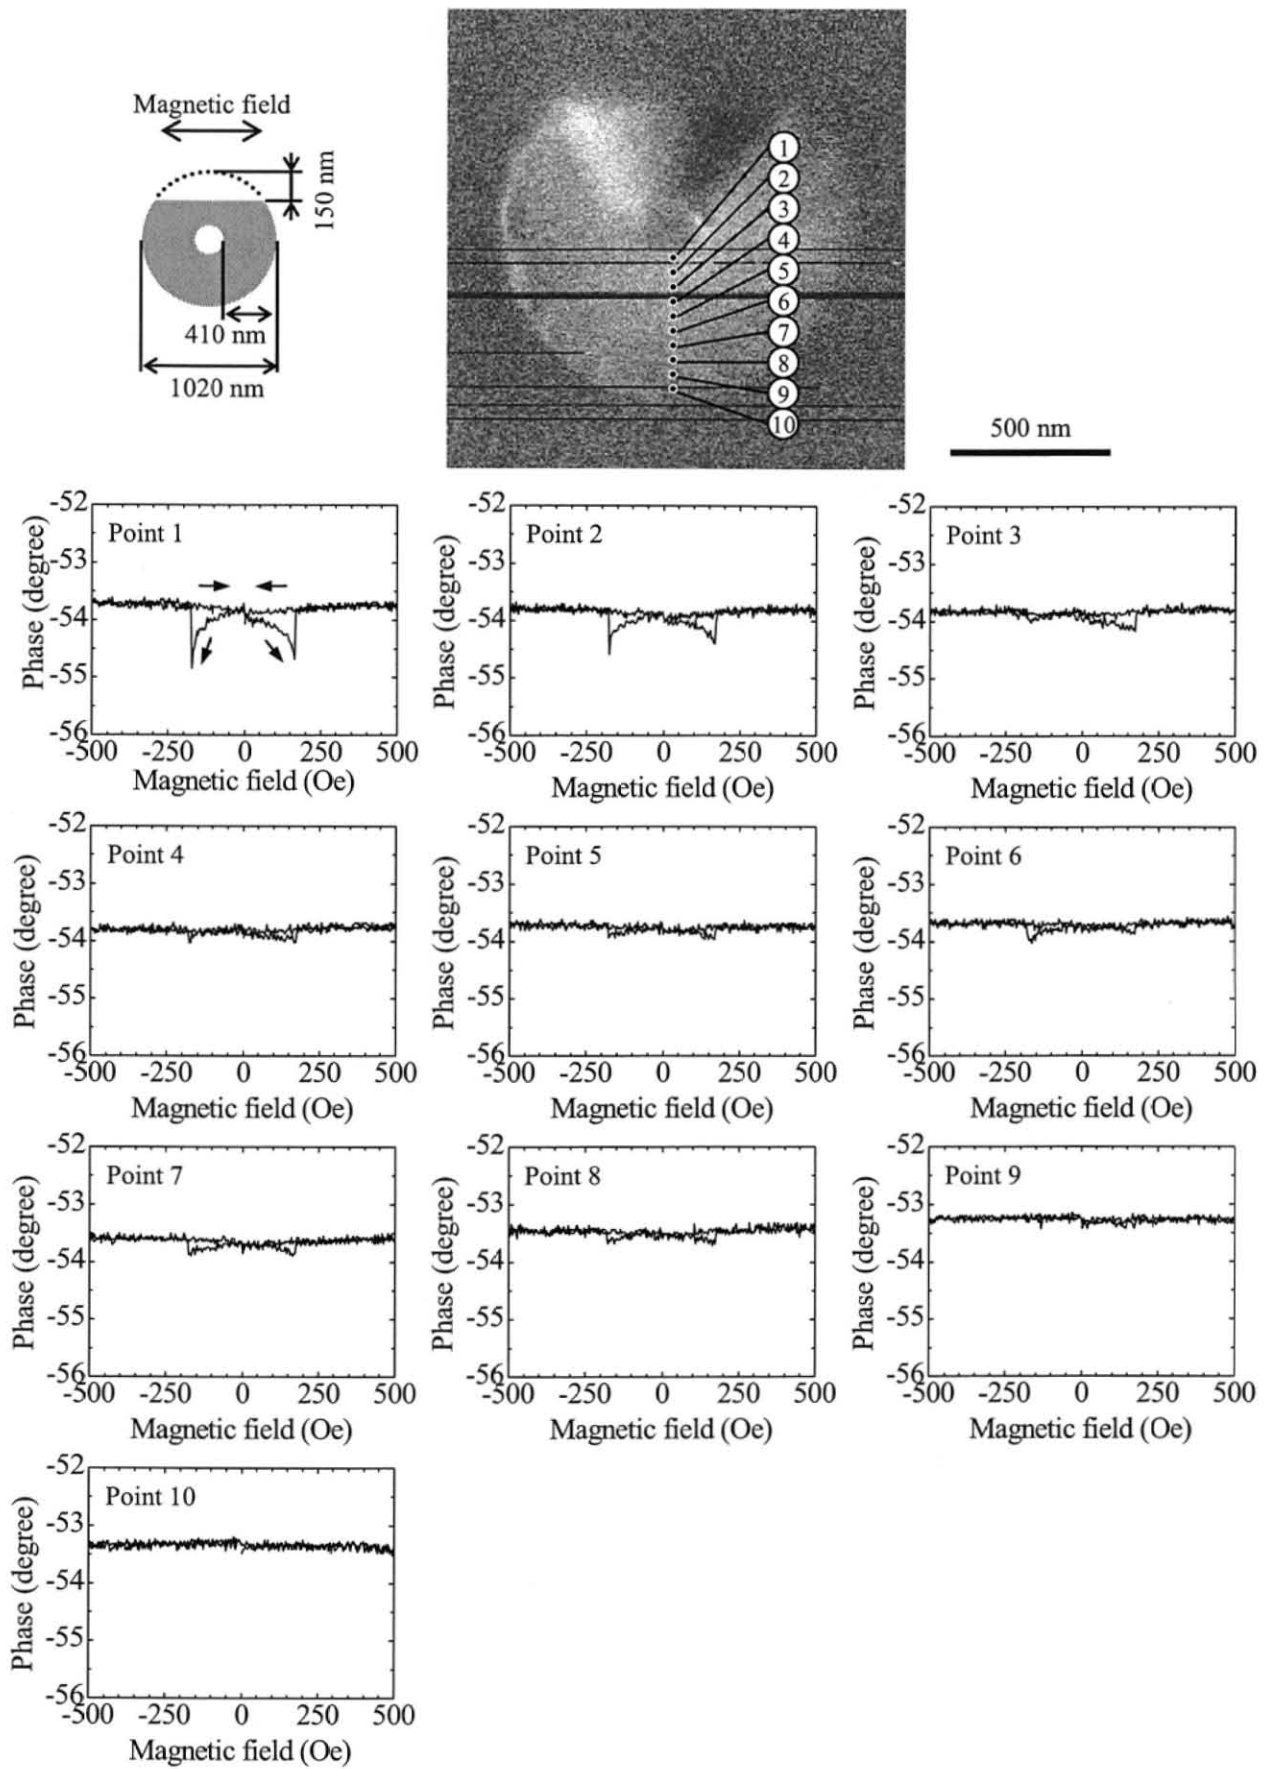 Magnetic field
150 nm
410 nm
1020 nm
1
2
3
4
5
6
7
8
9
10
500 nm
Point 1
Phase (degree)
-52
-53
-54
-55
-56
-500 -250 0 250 500
Magnetic field (Oe)
Point 2
Phase (degree)
-52
-53
-54
-55
-56
-500 -250 0 250 500
Magnetic field (Oe)
Point 3
Phase (degree)
-52
-53
-54
-55
-56
-500 -250 0 250 500
Magnetic field (Oe)
Point 4
Phase (degree)
-52
-53
-54
-55
-56
-500 -250 0 250 500
Magnetic field (Oe)
Point 5
Phase (degree)
-52
-53
-54
-55
-56
-500 -250 0 250 500
Magnetic field (Oe)
Point 6
Phase (degree)
-52
-53
-54
-55
-56
-500 -250 0 250 500
Magnetic field (Oe)
Point 7
Phase (degree)
-52
-53
-54
-55
-56
-500 -250 0 250 500
Magnetic field (Oe)
Point 8
Phase (degree)
-52
-53
-54
-55
-56
-500 -250 0 250 500
Magnetic field (Oe)
Point 9
Phase (degree)
-52
-53
-54
-55
-56
-500 -250 0 250 500
Magnetic field (Oe)
Point 10
Phase (degree)
-52
-53
-54
-55
-56
-500 -250 0 250 500
Magnetic field (Oe)